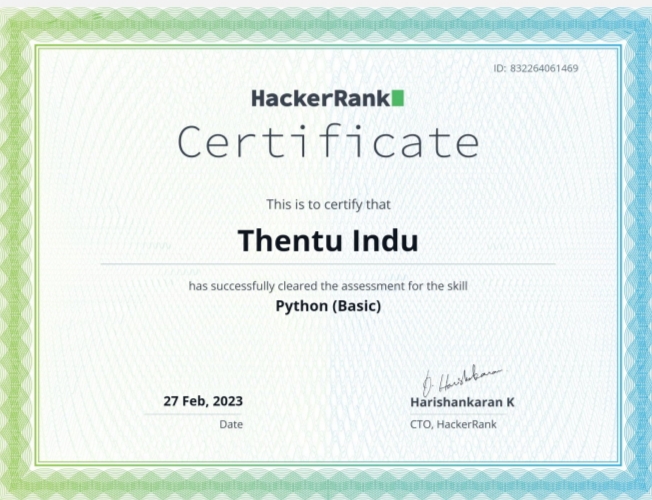 ID: 832264061469
HackerRank
Certificate
This is to certify that
Thentu Indu
has successfully cleared the assessment for the skill
Python (Basic)
27 Feb, 2023
Date
Harishankaran K
CTO, HackerRank